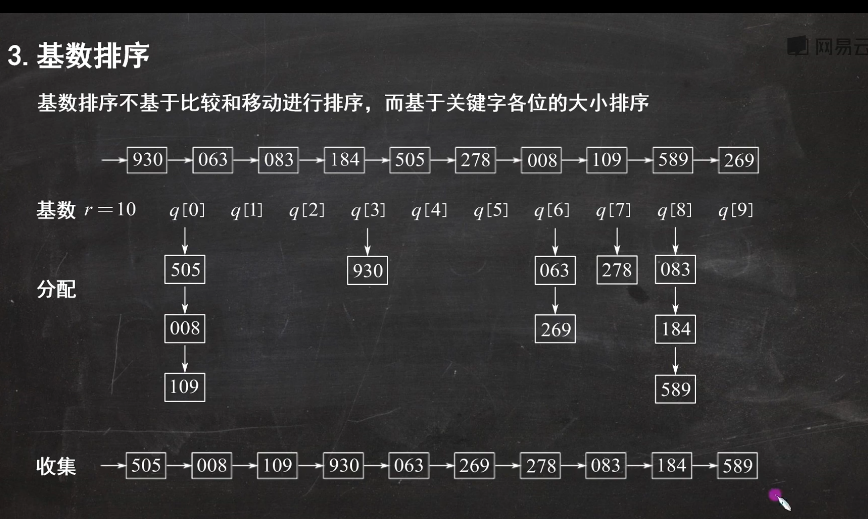 网易云
3. 基数排序
基数排序不基于比较和移动进行排序，而基于关键字各位的大小排序
930 063 083 184 505 278 008 109 589 269
基数 r=10 q[0] q[1] q[2] q[3] q[4] q[5] q[6] q[7] q[8] q[9]
分配
505 930 063 278 083
008 269 184
109 589
收集 505 008 109 930 063 269 278 083 184 589